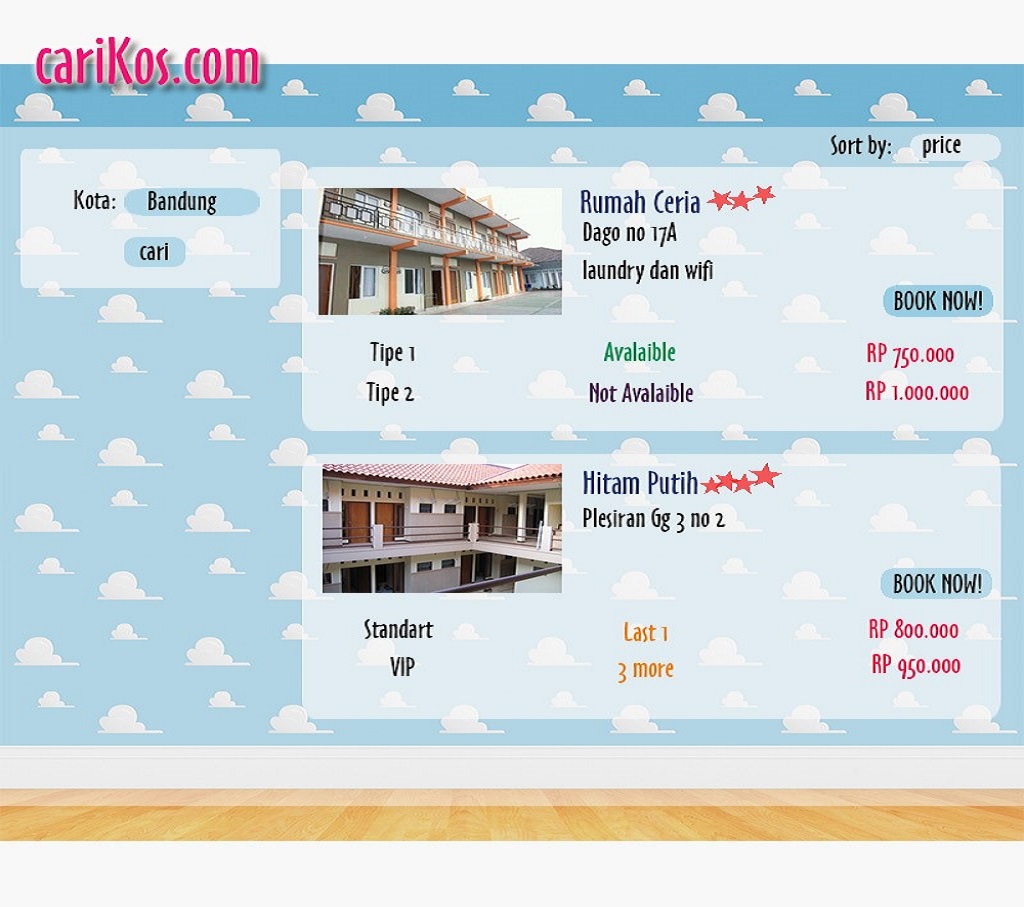 cariKos.com
Sort by: price
Kota: Bandung
cari
Rumah Ceria
Dago no 17A
laundry dan wifi
BOOK NOW!
Tipe 1 Avalaible RP 750.000
Tipe 2 Not Avalaible RP 1.000.000
Hitam Putih
Plesiran Gg 3 no 2
BOOK NOW!
Standart Last 1 RP 800.000
VIP 3 more RP 950.000